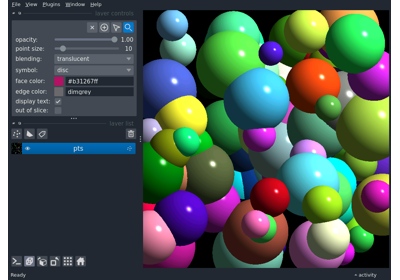 File View Plugins Window Help
layer controls
opacity: 1.00
point size: 10
blending: translucent
symbol: disc
face color: #b31267ff
edge color: dimgrey
display text:
out of slice:
layer list
pts
Ready
activity